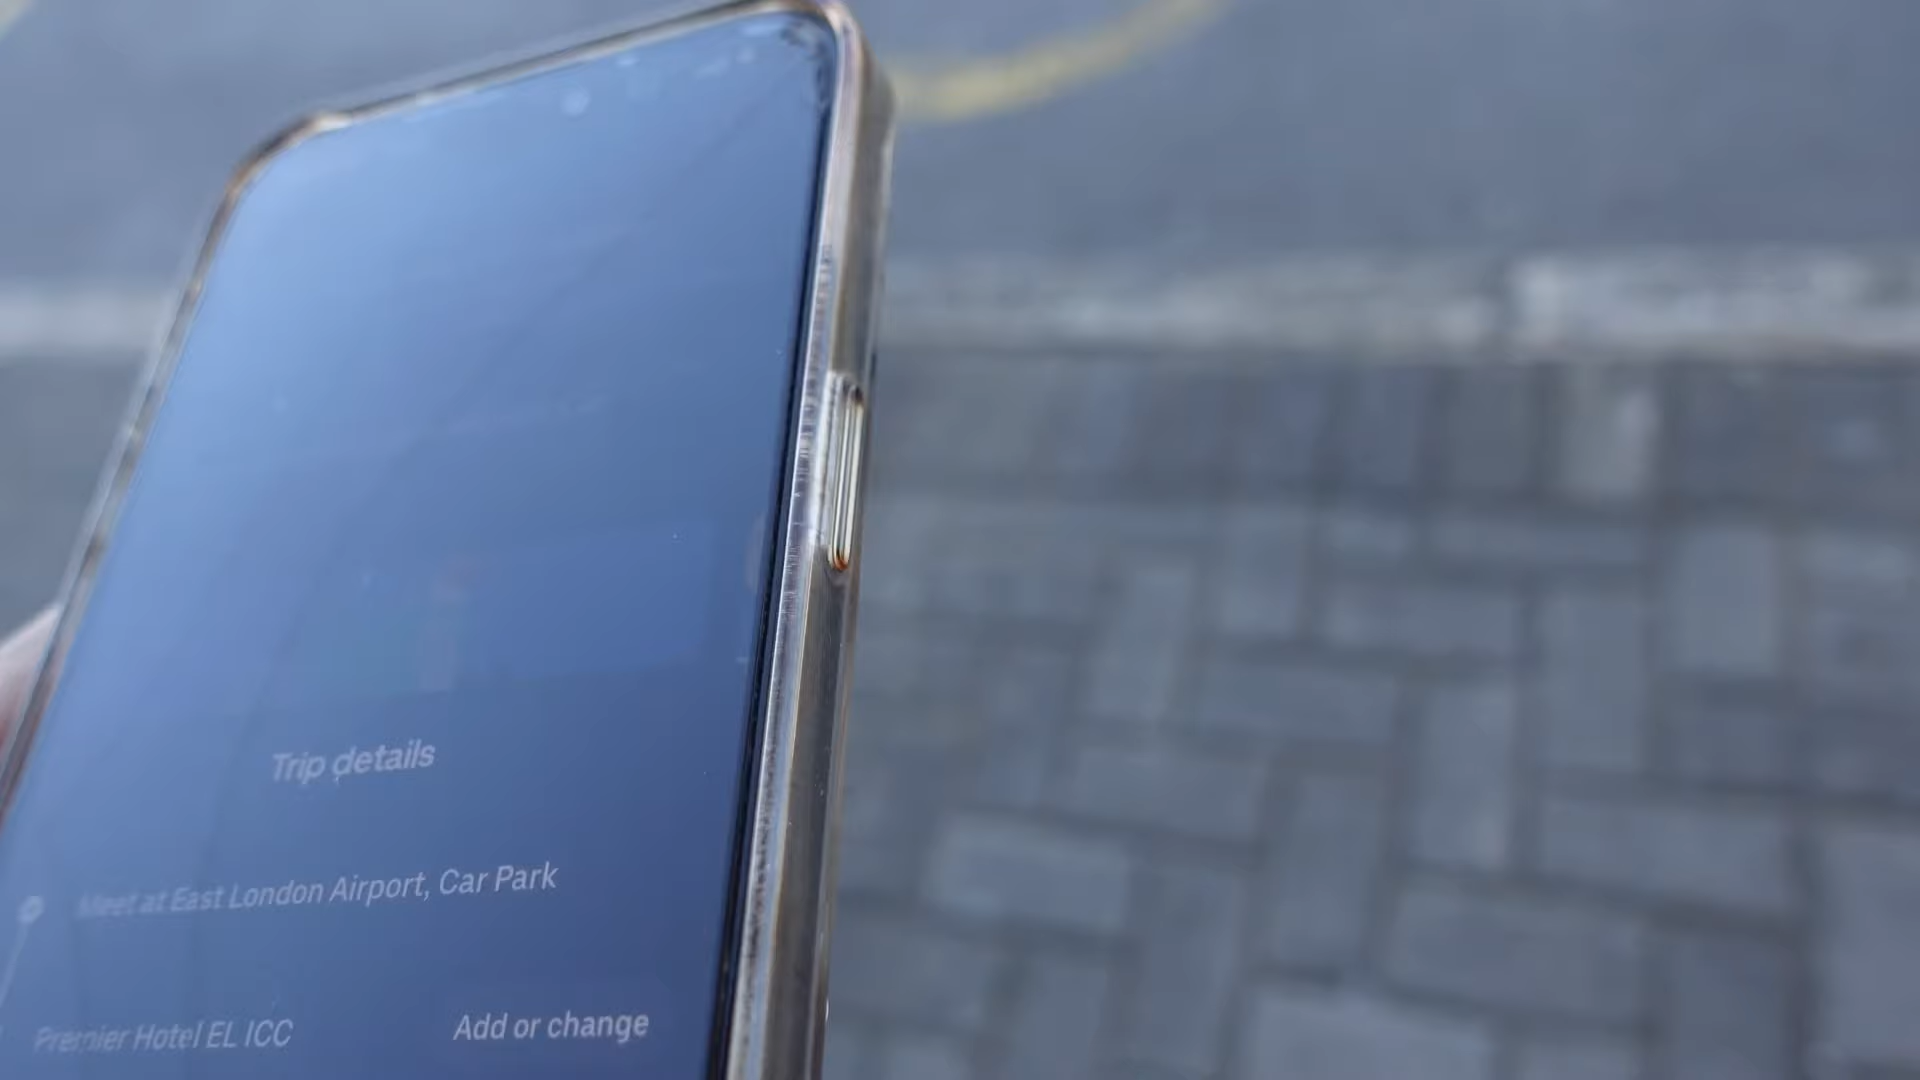 Trip details
Meet at East London Airport, Car Park
Premier Hotel EL ICC
Add or change